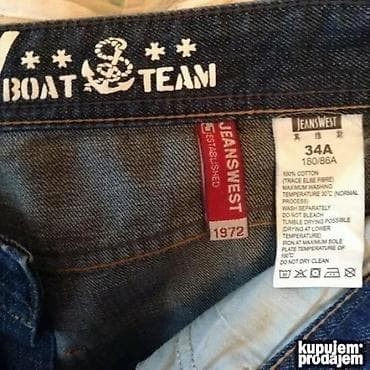 BOAT TEAM
JEANSWEST
ESTABLISHED
1972
JEANSWEST
34A
180/86A
100% COTTON
(TRACE ELSE FIBRE)
MAXIMUM WASHING
TEMPERATURE 30°C (NORMAL
PROCESS)
WASH SEPARATELY
DO NOT BLEACH
TUMBLE DRYING POSSIBLE
(DRYING AT LOWER
TEMPERATURE)
IRON AT MAXIMUM SOLE
PLATE TEMPERATURE OF
100°C
DO NOT DRY CLEAN
kupujem
prodajem